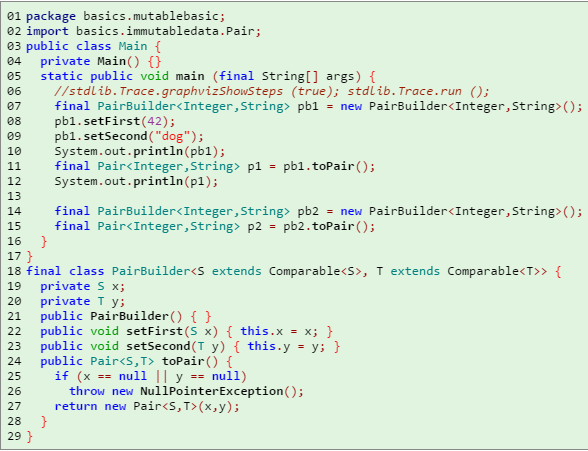 01 package basics.mutablebasic;
02 import basics.immutabledata.Pair;
03 public class Main {
04   private Main() {}
05   static public void main (final String[] args) {
06     //stdlib.Trace.graphvizShowSteps (true); stdlib.Trace.run ();
07     final PairBuilder<Integer,String> pb1 = new PairBuilder<Integer,String>();
08     pb1.setFirst(42);
09     pb1.setSecond("dog");
10     System.out.println(pb1);
11     final Pair<Integer,String> p1 = pb1.toPair();
12     System.out.println(p1);
13
14     final PairBuilder<Integer,String> pb2 = new PairBuilder<Integer,String>();
15     final Pair<Integer,String> p2 = pb2.toPair();
16   }
17 }
18 final class PairBuilder<S extends Comparable<S>, T extends Comparable<T>> {
19   private S x;
20   private T y;
21   public PairBuilder() { }
22   public void setFirst(S x) { this.x = x; }
23   public void setSecond(T y) { this.y = y; }
24   public Pair<S,T> toPair() {
25     if (x == null || y == null)
26       throw new NullPointerException();
27     return new Pair<S,T>(x,y);
28   }
29 }